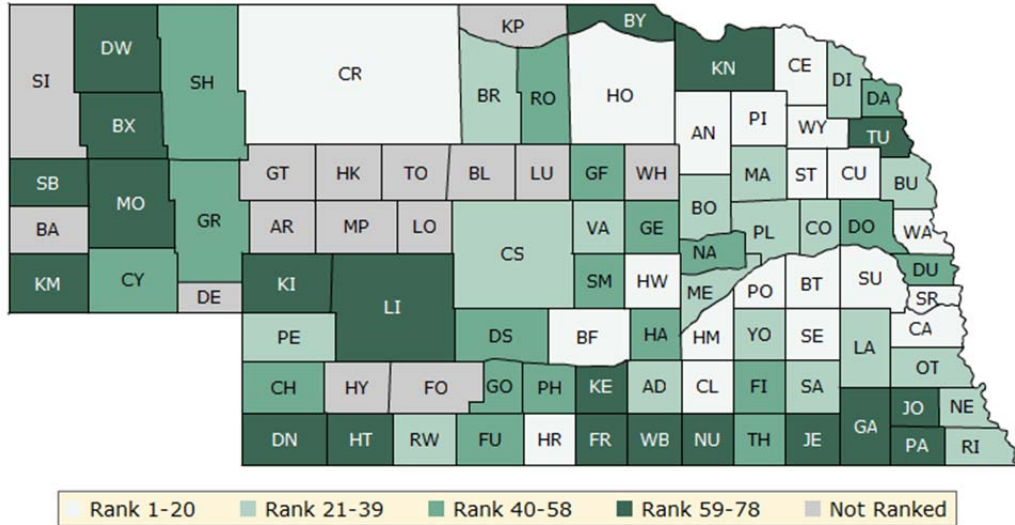 KP BY
DW KN CE
SI SH CR DI
BR RO HO DA
BX AN PI WY TU
SB GT HK TO BL LU GF WH MA ST CU BU
MO BO
BA GR AR MP LO CS VA GE PL CO DO WA
NA
KM CY KI SM HW ME PO BT SU DU
DE LI SR
PE DS BF HA HM YO SE LA CA
OT
CH HY FO GO PH KE AD CL FI SA
GA JO NE
DN HT RW FU HR FR WB NU TH JE PA RI
Rank 1-20 Rank 21-39 Rank 40-58 Rank 59-78 Not Ranked